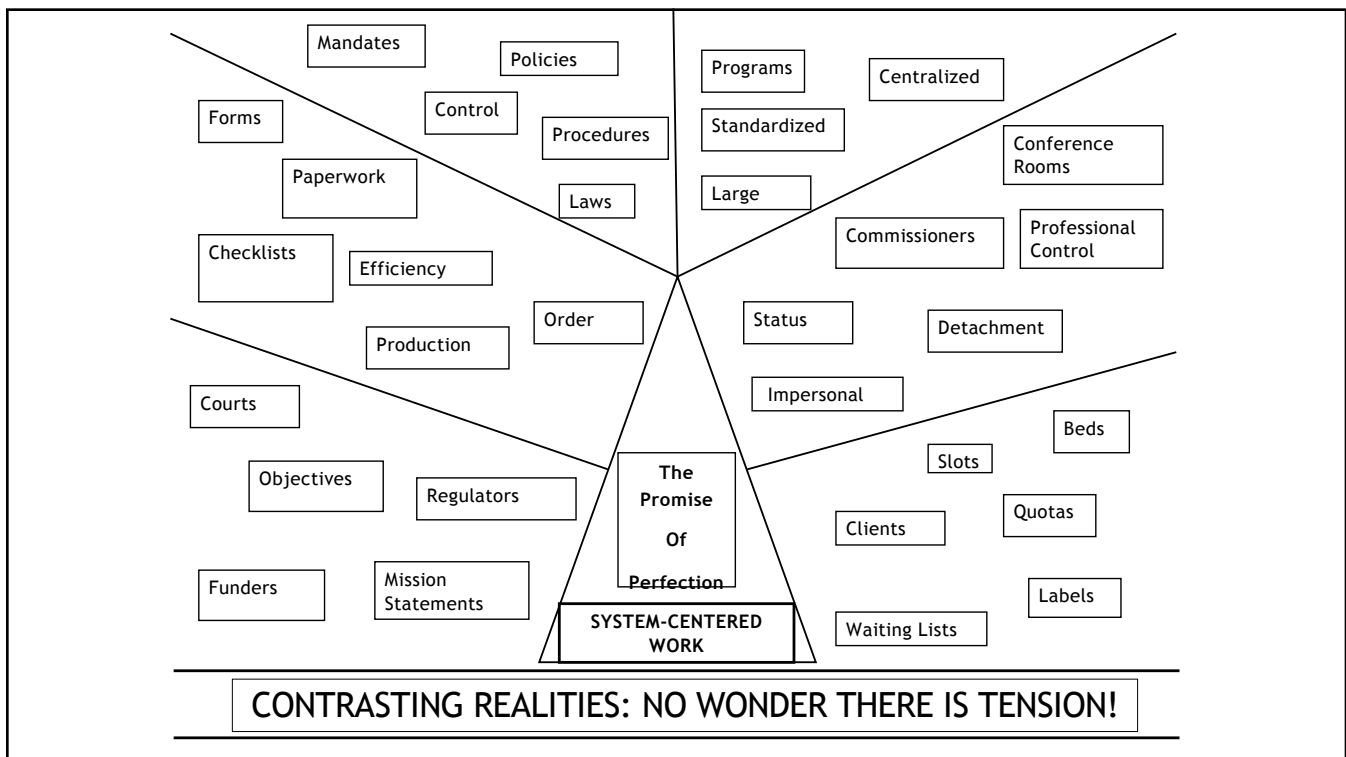 Mandates
Policies
Control
Procedures
Laws
Programs
Centralized
Standardized
Large
Forms
Paperwork
Checklists
Efficiency
Order
Production
Conference
Rooms
Commissioners
Professional
Control
Status
Detachment
Impersonal
Courts
Objectives
Regulators
Funders
Mission
Statements
The
Promise
Of
Perfection
SYSTEM-CENTERED
WORK
Beds
Slots
Quotas
Clients
Labels
Waiting Lists
CONTRASTING REALITIES: NO WONDER THERE IS TENSION!